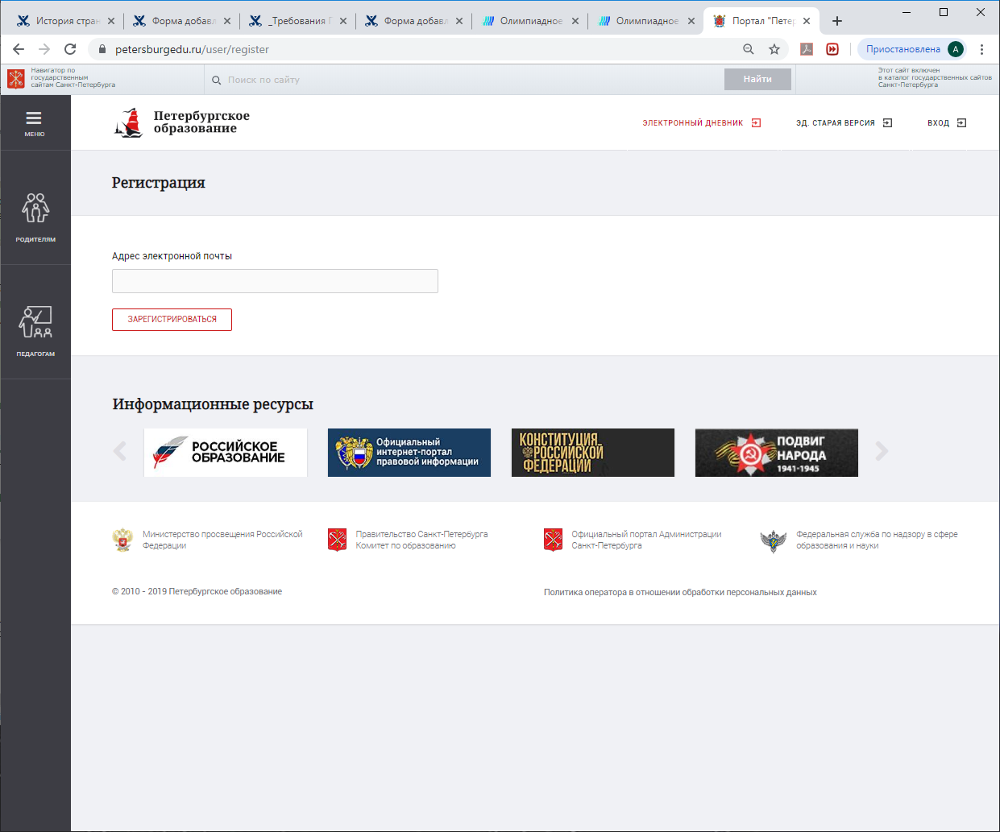 История стран
Форма добавл
_Требования П
Форма добавл
Олимпиадное
Олимпиадное
Портал "Петер
petersburgedu.ru/user/register
Приостановлена
A
Навигатор по
государственным
сайтам Санкт-Петербурга
Поиск по сайту
Найти
Этот сайт включен
в каталог государственных сайтов
Санкт-Петербурга
МЕНЮ
Петербургское
образование
ЭЛЕКТРОННЫЙ ДНЕВНИК
ЭД. СТАРАЯ ВЕРСИЯ
ВХОД
Регистрация
РОДИТЕЛЯМ
Адрес электронной почты
ЗАРЕГИСТРИРОВАТЬСЯ
ПЕДАГОГАМ
Информационные ресурсы
РОССИЙСКОЕ
ОБРАЗОВАНИЕ
Официальный
интернет-портал
правовой информации
КОНСТИТУЦИЯ
РОССИЙСКОЙ
ФЕДЕРАЦИИ
ПОДВИГ
НАРОДА
1941-1945
Министерство просвещения Российской
Федерации
Правительство Санкт-Петербурга
Комитет по образованию
Официальный портал Администрации
Санкт-Петербурга
Федеральная служба по надзору в сфере
образования и науки
© 2010 - 2019 Петербургское образование
Политика оператора в отношении обработки персональных данных